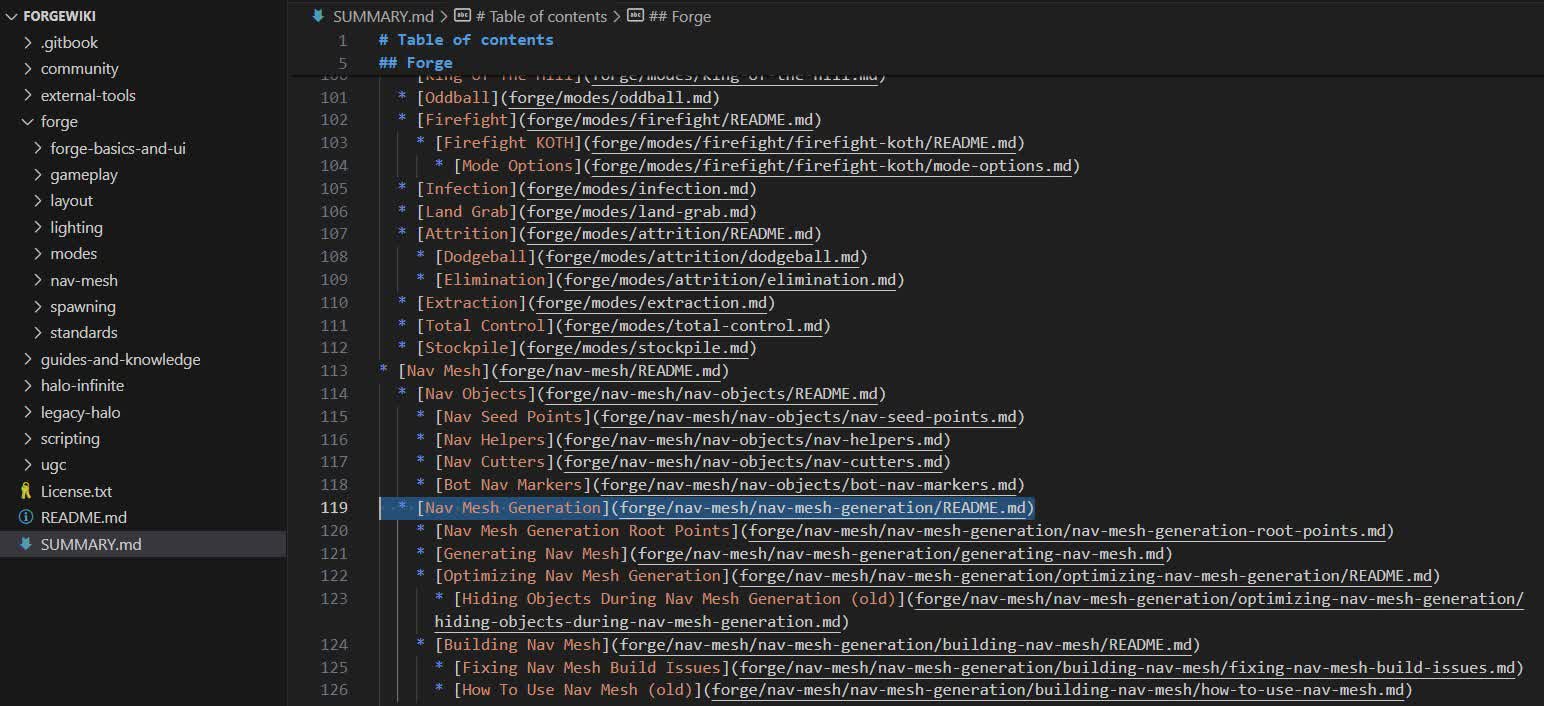 FORGEWIKI
.gitbook
community
external-tools
forge
forge-basics-and-ui
gameplay
layout
lighting
modes
nav-mesh
spawning
standards
guides-and-knowledge
halo-infinite
legacy-halo
scripting
ugc
License.txt
README.md
SUMMARY.md
SUMMARY.md > # Table of contents > ## Forge
1 # Table of contents
5 ## Forge
100 [King Of The Hill](forge/modes/king-of-the-hill.md)
101 * [Oddball](forge/modes/oddball.md)
102 * [Firefight](forge/modes/firefight/README.md)
103 * [Firefight KOTH](forge/modes/firefight/firefight-koth/README.md)
104 * [Mode Options](forge/modes/firefight/firefight-koth/mode-options.md)
105 * [Infection](forge/modes/infection.md)
106 * [Land Grab](forge/modes/land-grab.md)
107 * [Attrition](forge/modes/attrition/README.md)
108 * [Dodgeball](forge/modes/attrition/dodgeball.md)
109 * [Elimination](forge/modes/attrition/elimination.md)
110 * [Extraction](forge/modes/extraction.md)
111 * [Total Control](forge/modes/total-control.md)
112 * [Stockpile](forge/modes/stockpile.md)
113 * [Nav Mesh](forge/nav-mesh/README.md)
114 * [Nav Objects](forge/nav-mesh/nav-objects/README.md)
115 * [Nav Seed Points](forge/nav-mesh/nav-objects/nav-seed-points.md)
116 * [Nav Helpers](forge/nav-mesh/nav-objects/nav-helpers.md)
117 * [Nav Cutters](forge/nav-mesh/nav-objects/nav-cutters.md)
118 * [Bot Nav Markers](forge/nav-mesh/nav-objects/bot-nav-markers.md)
119 * [Nav Mesh Generation](forge/nav-mesh/nav-mesh-generation/README.md)
120 * [Nav Mesh Generation Root Points](forge/nav-mesh/nav-mesh-generation/nav-mesh-generation-root-points.md)
121 * [Generating Nav Mesh](forge/nav-mesh/nav-mesh-generation/generating-nav-mesh.md)
122 * [Optimizing Nav Mesh Generation](forge/nav-mesh/nav-mesh-generation/optimizing-nav-mesh-generation/README.md)
123 * [Hiding Objects During Nav Mesh Generation (old)](forge/nav-mesh/nav-mesh-generation/optimizing-nav-mesh-generation/
hiding-objects-during-nav-mesh-generation.md)
124 * [Building Nav Mesh](forge/nav-mesh/nav-mesh-generation/building-nav-mesh/README.md)
125 * [Fixing Nav Mesh Build Issues](forge/nav-mesh/nav-mesh-generation/building-nav-mesh/fixing-nav-mesh-build-issues.md)
126 * [How To Use Nav Mesh (old)](forge/nav-mesh/nav-mesh-generation/building-nav-mesh/how-to-use-nav-mesh.md)